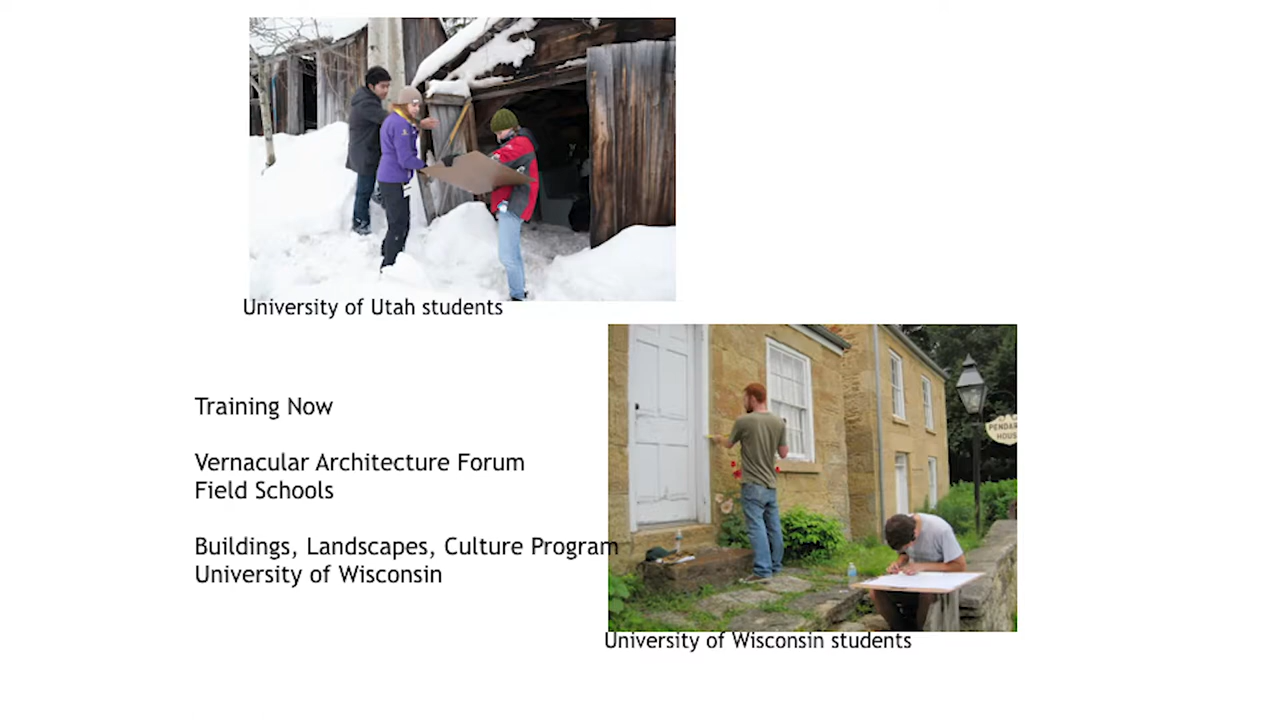 University of Utah students
Training Now
Vernacular Architecture Forum
Field Schools
Buildings, Landscapes, Culture Program
University of Wisconsin
HOUSE
University of Wisconsin students